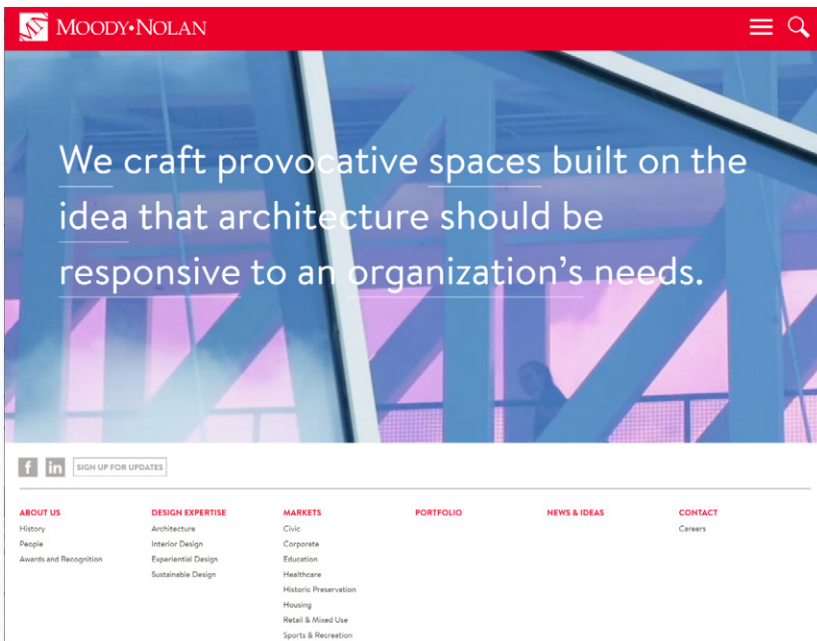 MOODY•NOLAN
We craft provocative spaces built on the
idea that architecture should be
responsive to an organization's needs.
f in SIGN UP FOR UPDATES
ABOUT US
History
People
Awards and Recognition
DESIGN EXPERTISE
Architecture
Interior Design
Experiential Design
Sustainable Design
MARKETS
Civic
Corporate
Education
Healthcare
Historic Preservation
Housing
Retail & Mixed Use
Sports & Recreation
PORTFOLIO
NEWS & IDEAS
CONTACT
Careers